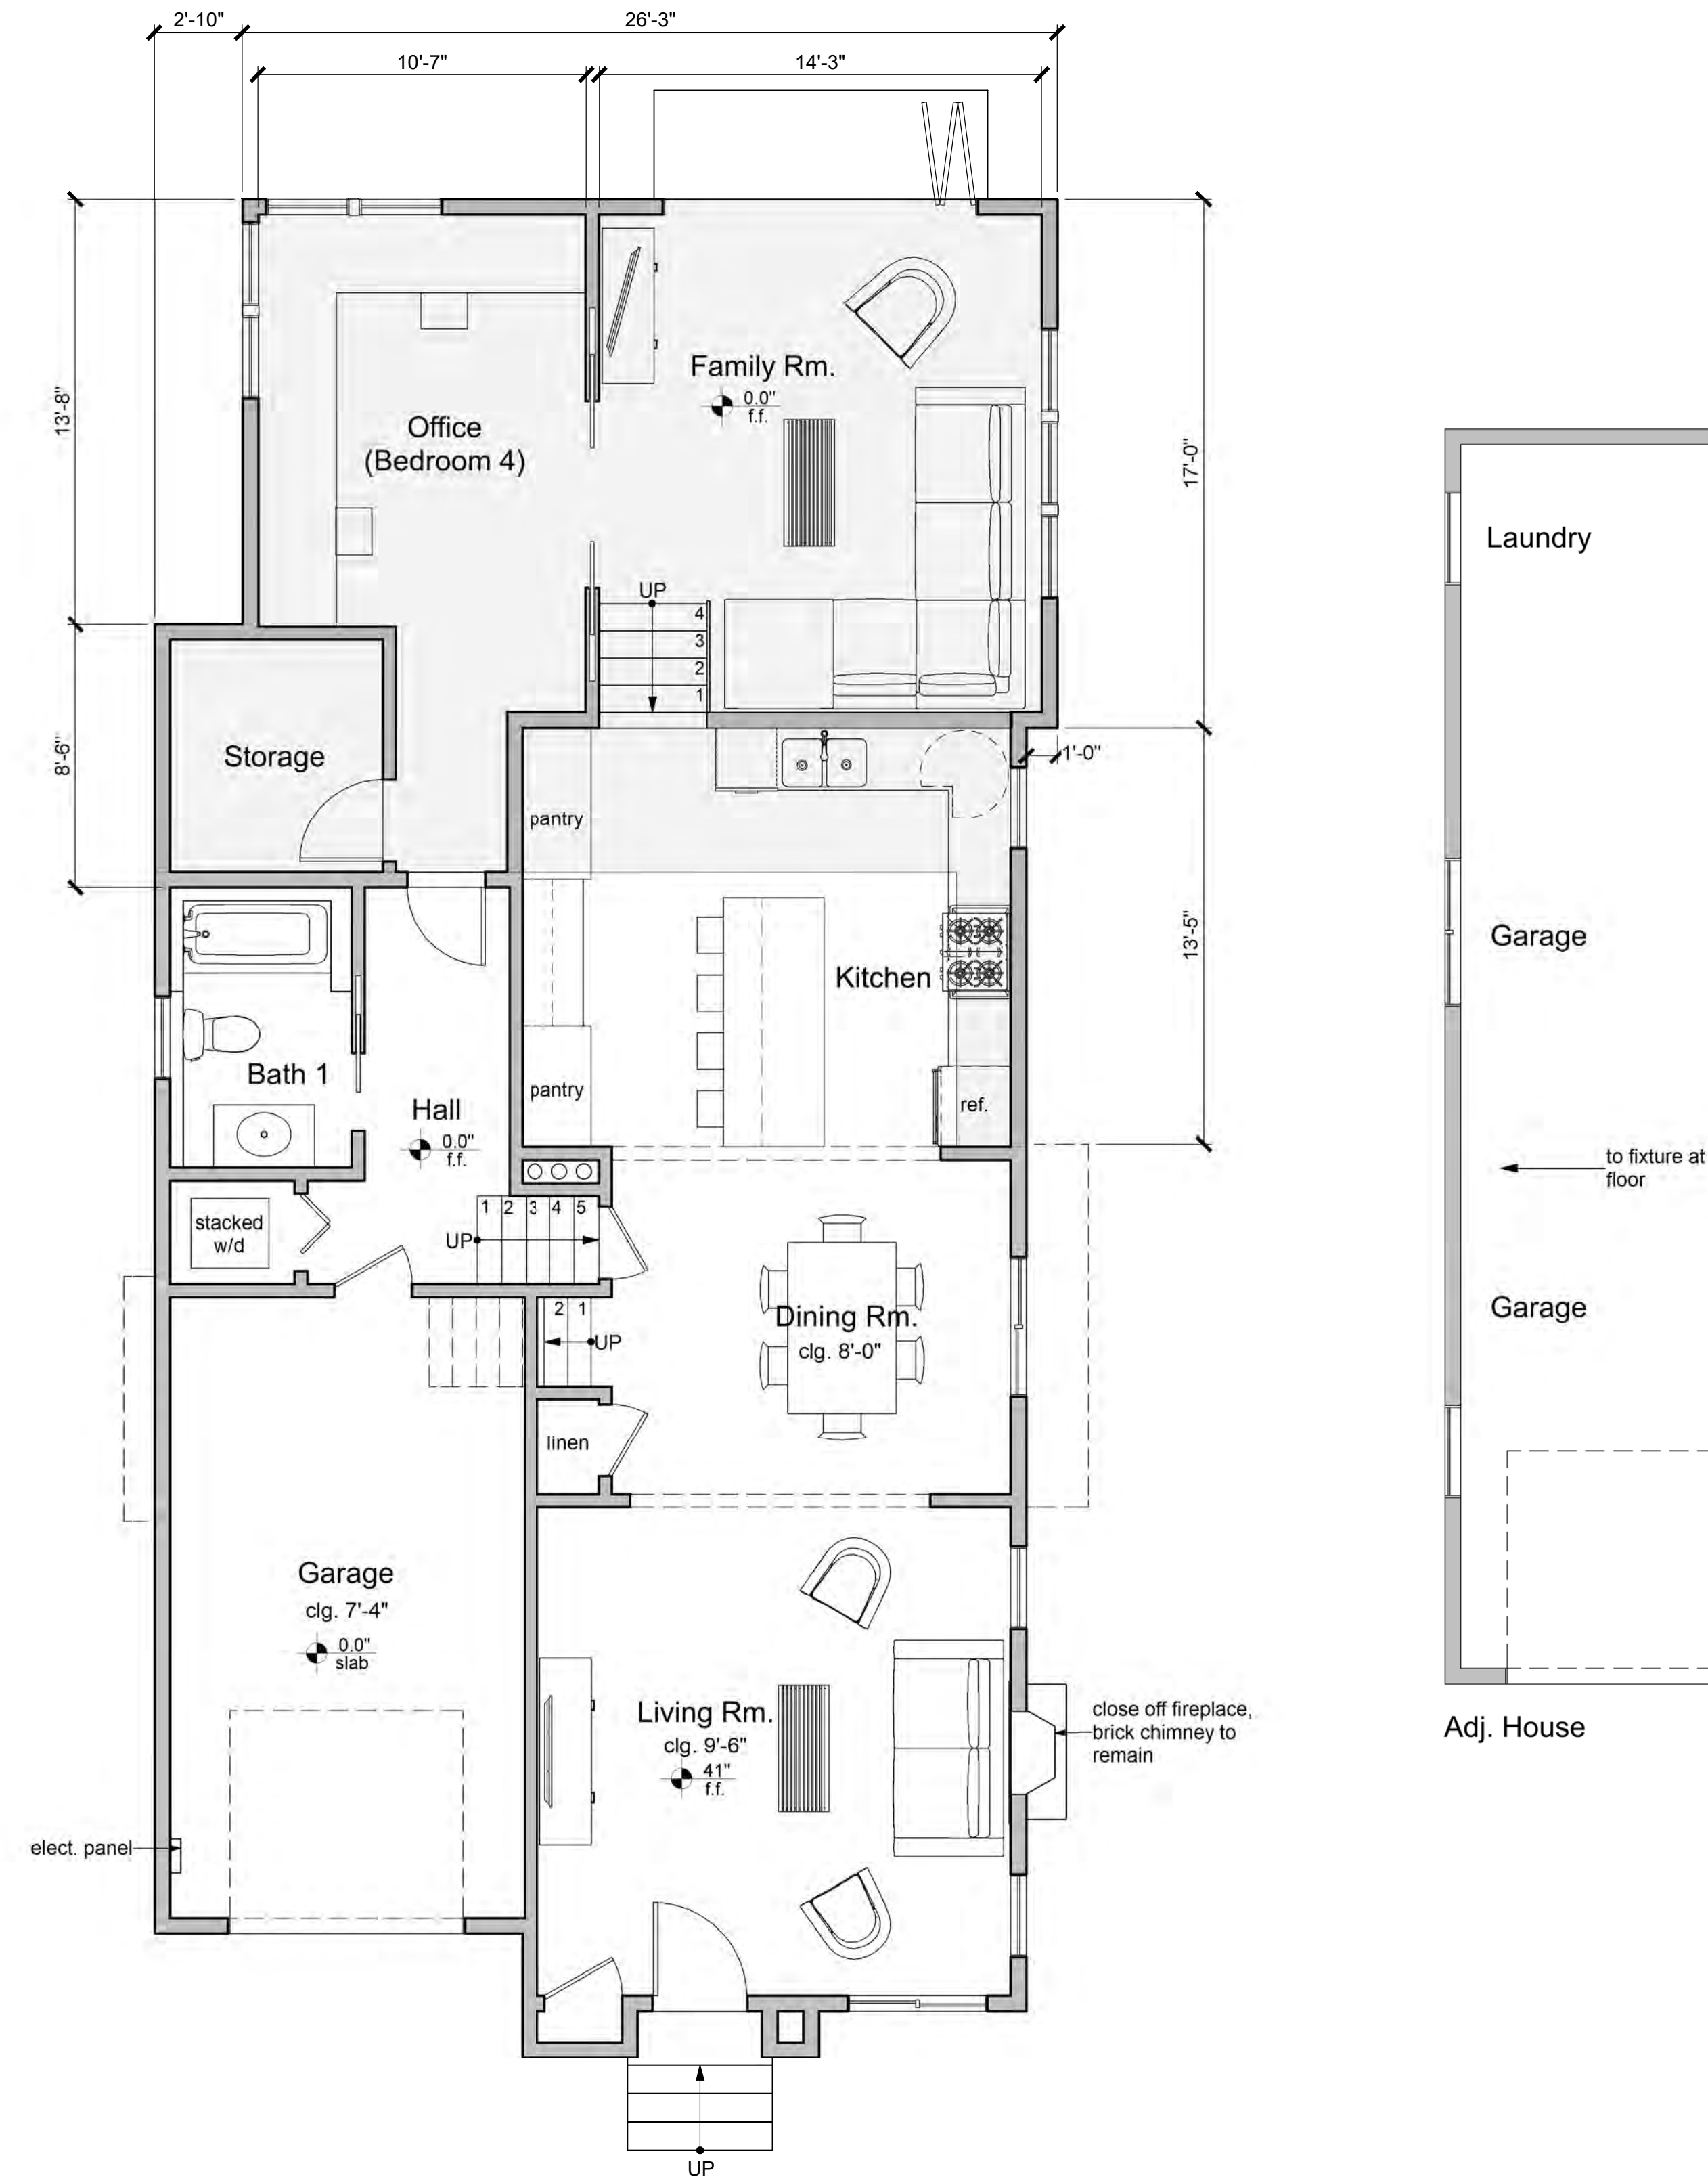 2'-10"
26'-3"
10'-7"
14'-3"
13'-8"
8'-6"
17'-0"
13'-5"
1'-0"
Family Rm.
0.0"
f.f.
Office
(Bedroom 4)
UP
4
3
2
1
Storage
pantry
Kitchen
pantry
ref.
Bath 1
Hall
0.0"
f.f.
stacked
w/d
1 2 3 4 5
UP
2 1
UP
Dining Rm.
clg. 8'-0"
linen
Garage
clg. 7'-4"
0.0"
slab
elect. panel
Living Rm.
clg. 9'-6"
41"
f.f.
close off fireplace,
brick chimney to
remain
UP
Laundry
Garage
to fixture at
floor
Garage
Adj. House